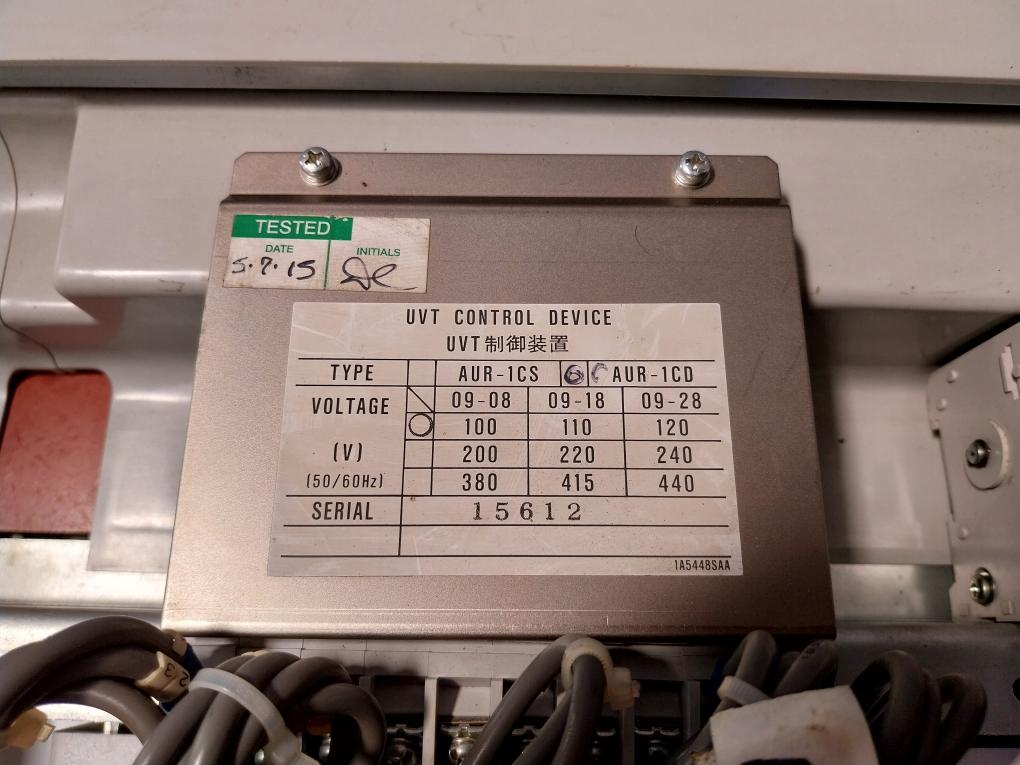 TESTED
DATE INITIALS
5.7.15
UVT CONTROL DEVICE
UVT制御装置
TYPE AUR-1CS AUR-1CD
VOLTAGE 09-08 09-18 09-28
100 110 120
(V) 200 220 240
(50/60Hz) 380 415 440
SERIAL 15612
1A5448SAA